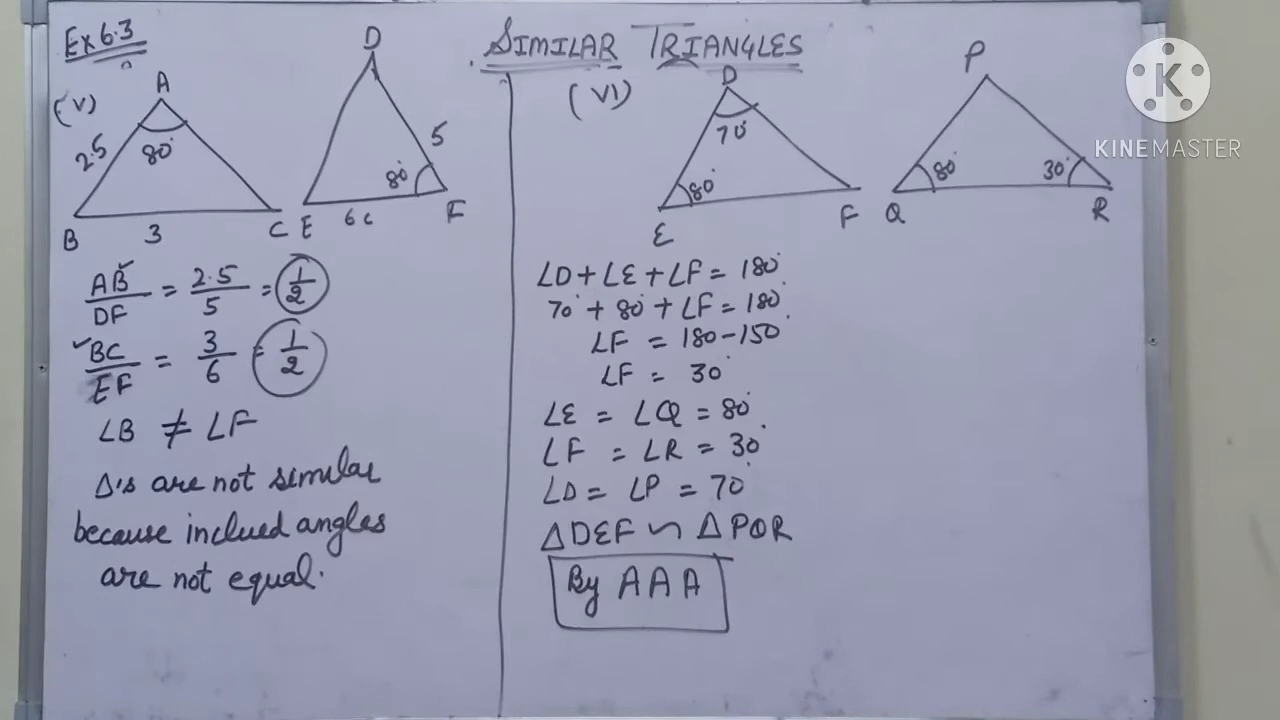 Ex 6.3
SIMILAR TRIANGLES
(V)
A
2.5
80°
B
3
C
D
5
80°
E
6
F
AB/DF = 2.5/5 = 1/2
BC/EF = 3/6 = 1/2
∠B ≠ ∠F
Δ's are not similar
because inclued angles
are not equal.
(VI)
D
70°
80°
E
F
P
80°
30°
Q
R
∠D + ∠E + ∠F = 180°
70° + 80° + ∠F = 180°
∠F = 180 - 150
∠F = 30°
∠E = ∠Q = 80°
∠F = ∠R = 30°
∠D = ∠P = 70°
ΔDEF ∽ ΔPQR
By AAA
K
KINEMASTER